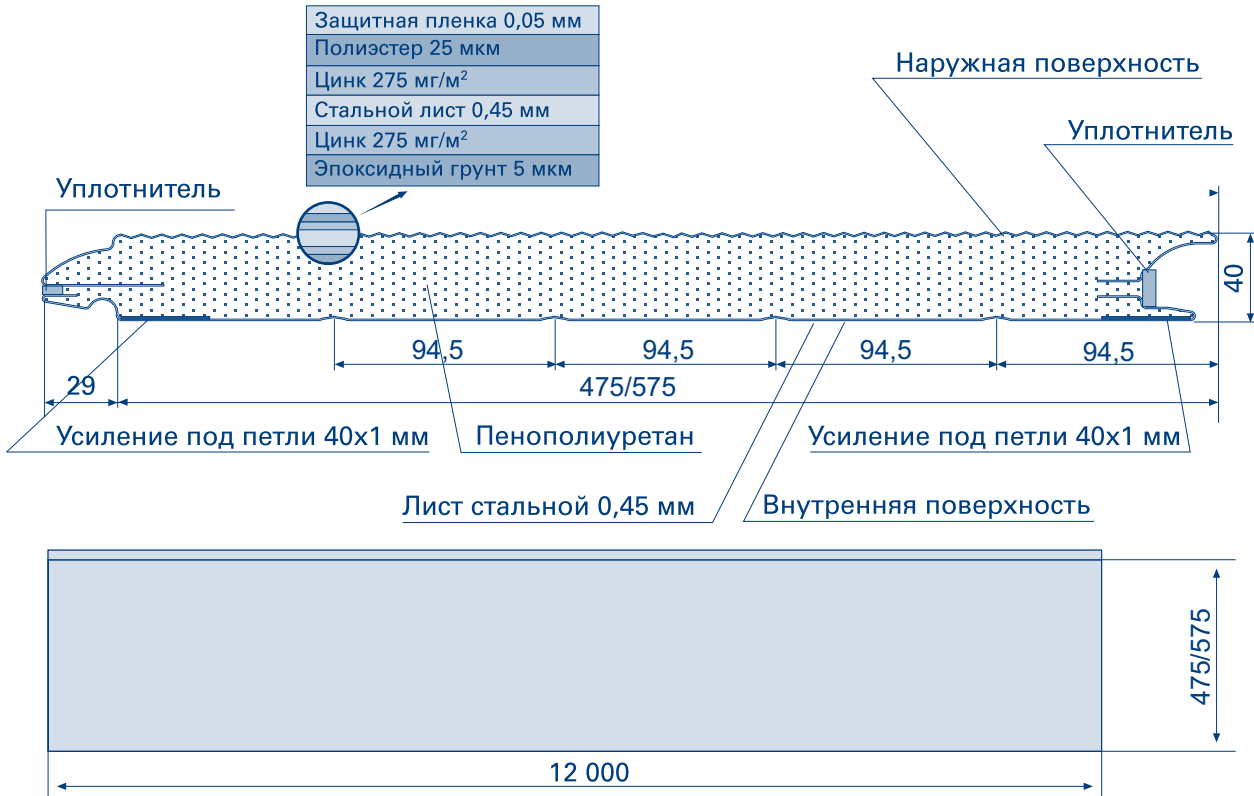 Защитная пленка 0,05 мм
Полиэстер 25 мкм
Цинк 275 мг/м²
Стальной лист 0,45 мм
Цинк 275 мг/м²
Эпоксидный грунт 5 мкм
Наружная поверхность
Уплотнитель
Уплотнитель
40
94,5
94,5
94,5
94,5
29
475/575
Усиление под петли 40х1 мм
Пенополиуретан
Усиление под петли 40х1 мм
Лист стальной 0,45 мм
Внутренняя поверхность
475/575
12 000